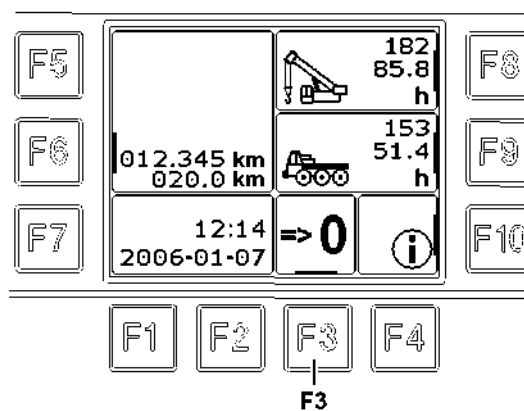 F5
F6
F7
012.345 km
020.0 km
12:14
2006-01-07
182
85.8
h
153
51.4
h
=> 0
i
F8
F9
F10
F1
F2
F3
F4
F3